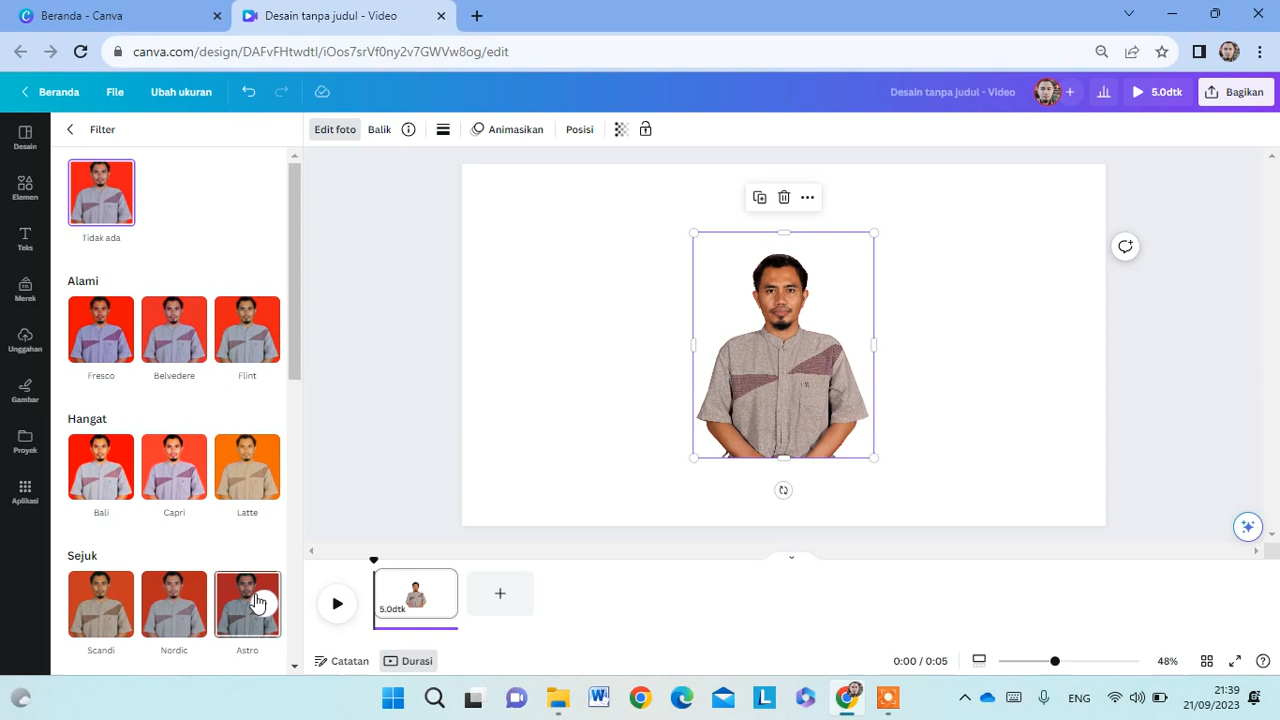 Beranda - Canva
Desain tanpa judul - Video
canva.com/design/DAFvFHtwdtI/iOos7srVf0ny2v7GWVw8og/edit
Beranda File Ubah ukuran Desain tanpa judul - Video 5.0dtk Bagikan
Filter
Edit foto Balik Animasikan Posisi
Desain
Elemen
Teks
Merek
Unggahan
Gambar
Proyek
Aplikasi
Tidak ada
Alami
Fresco Belvedere Flint
Hangat
Bali Capri Latte
Sejuk
Scandi Nordic Astro
5.0dtk
Catatan Durasi 0:00 / 0:05 48%
ENG 21:39
21/09/2023